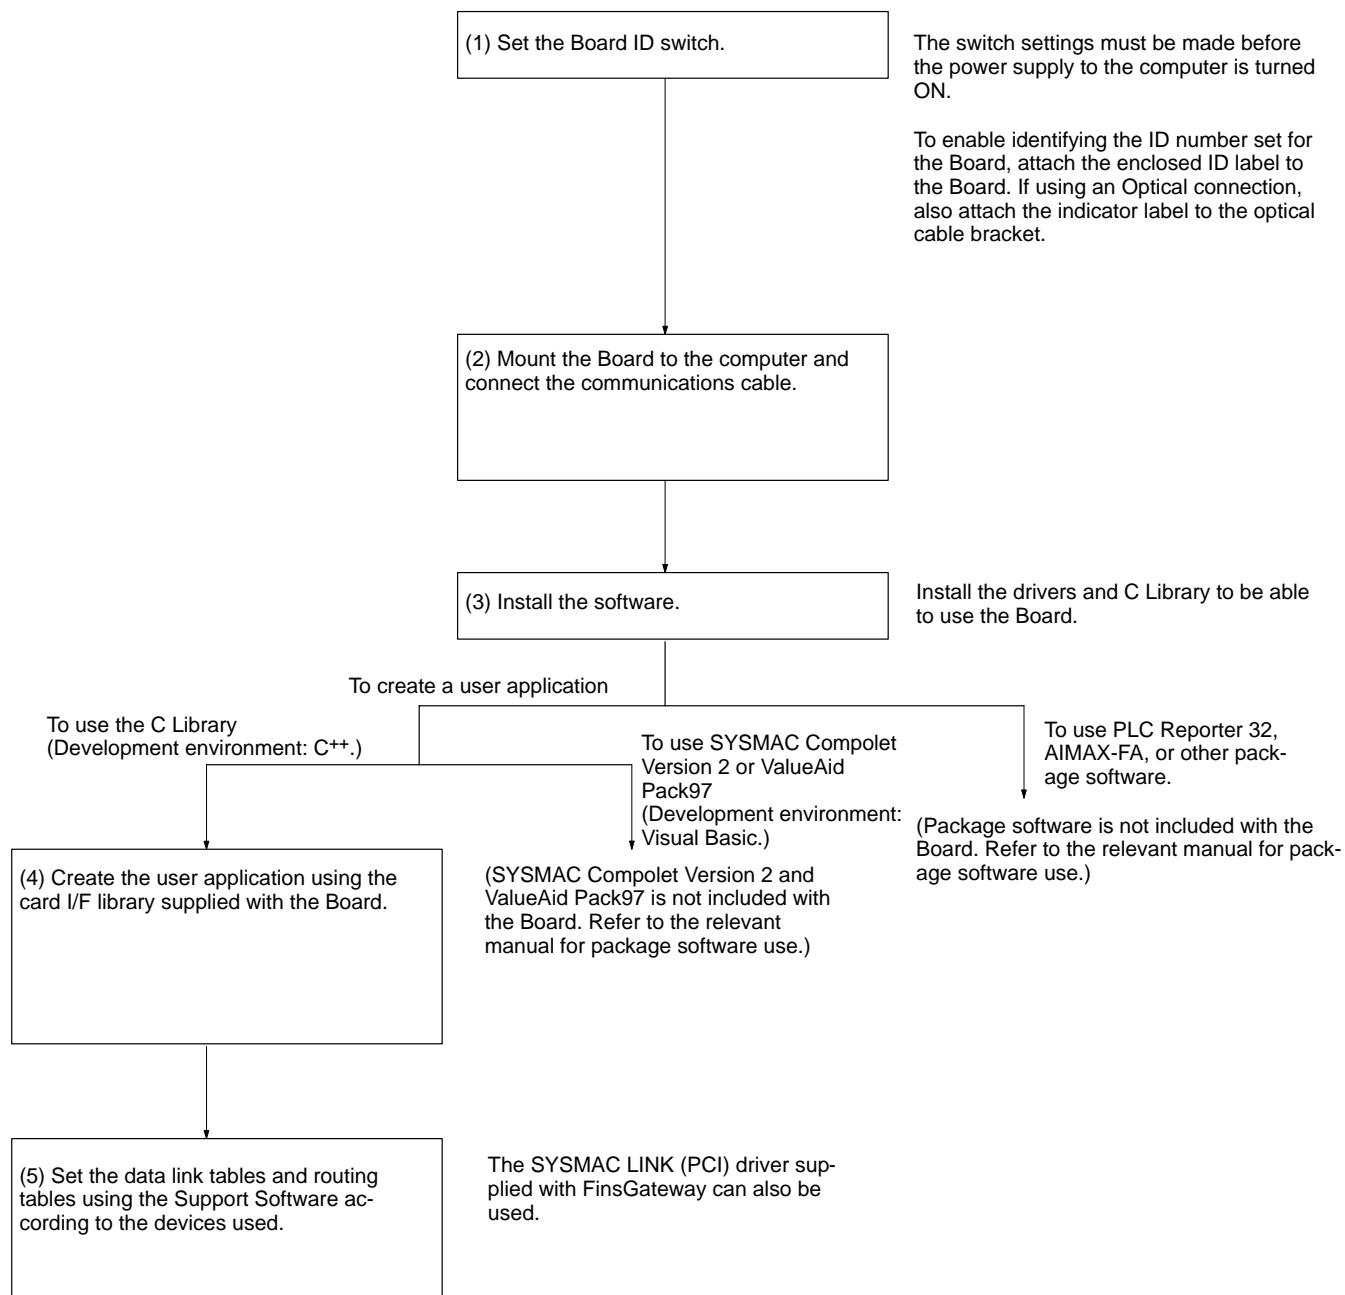 (1) Set the Board ID switch.
The switch settings must be made before
the power supply to the computer is turned
ON.
To enable identifying the ID number set for
the Board, attach the enclosed ID label to
the Board. If using an Optical connection,
also attach the indicator label to the optical
cable bracket.
(2) Mount the Board to the computer and
connect the communications cable.
(3) Install the software.
Install the drivers and C Library to be able
to use the Board.
To create a user application
To use the C Library
(Development environment: C++.)
To use SYSMAC Compolet
Version 2 or ValueAid
Pack97
(Development environment:
Visual Basic.)
To use PLC Reporter 32,
AIMAX-FA, or other pack-
age software.
(Package software is not included with the
Board. Refer to the relevant manual for pack-
age software use.)
(4) Create the user application using the
card I/F library supplied with the Board.
(SYSMAC Compolet Version 2 and
ValueAid Pack97 is not included with
the Board. Refer to the relevant
manual for package software use.)
(5) Set the data link tables and routing
tables using the Support Software ac-
cording to the devices used.
The SYSMAC LINK (PCI) driver sup-
plied with FinsGateway can also be
used.